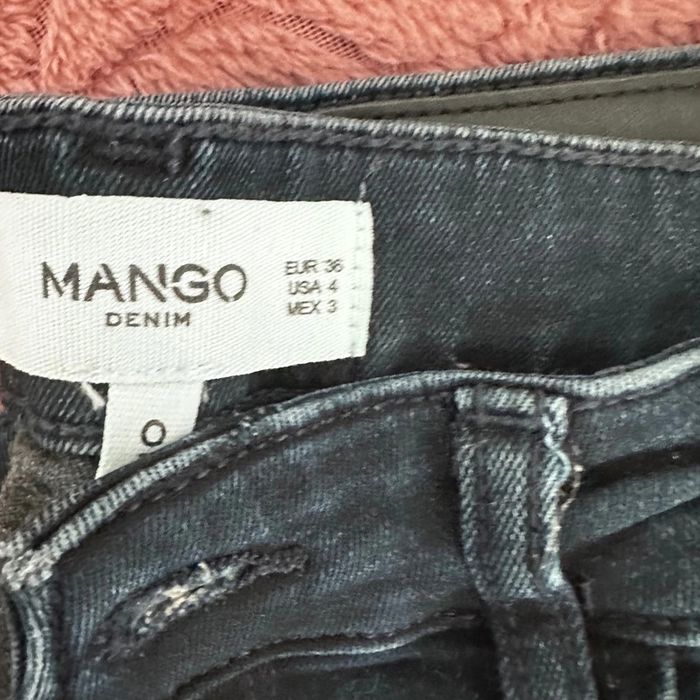 MANGO
DENIM
EUR 36
USA 4
MEX 3
O